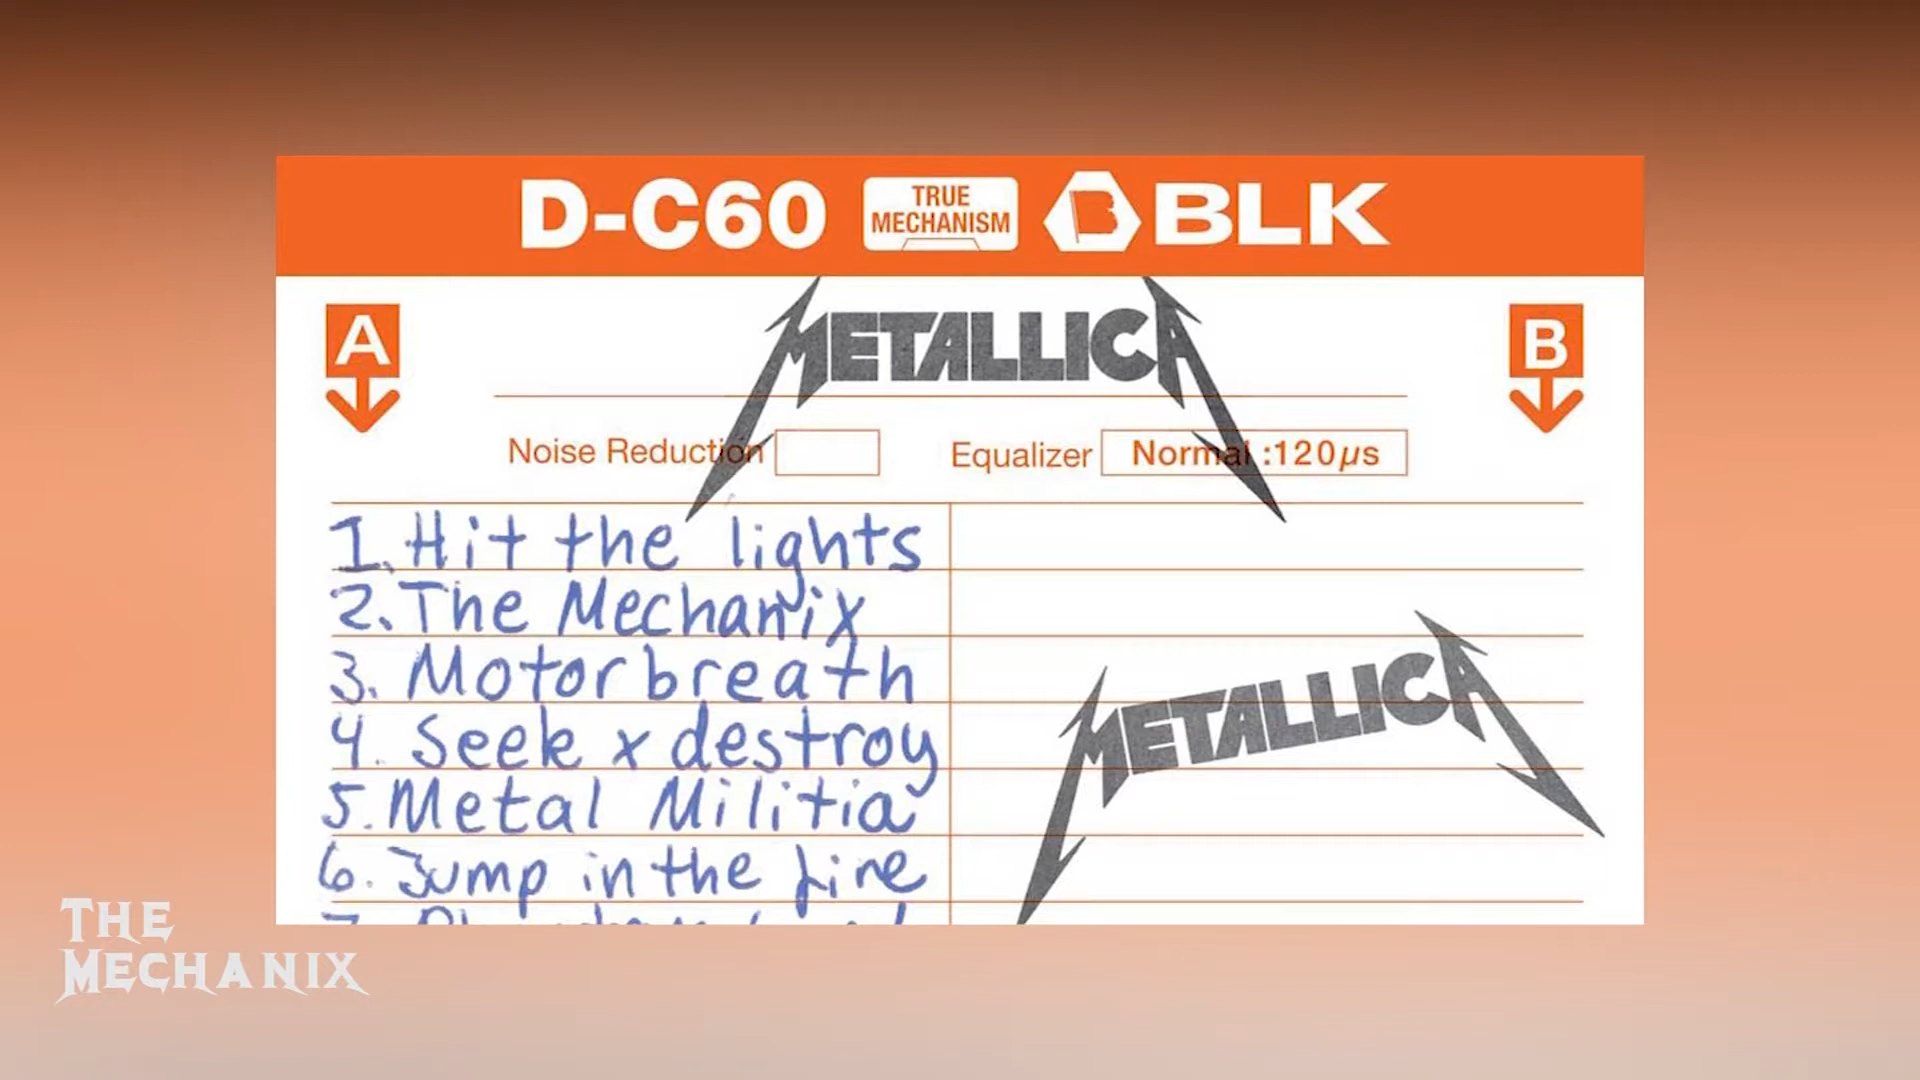 D-C60 TRUE MECHANISM BLK
A METALLICA B
Noise Reduction Equalizer Normal :120µs
1. Hit the lights
2. The Mechanix
3. Motorbreath
4. Seek x destroy
5. Metal Militia
6. Jump in the Fire
METALLICA
THE
MECHANIX